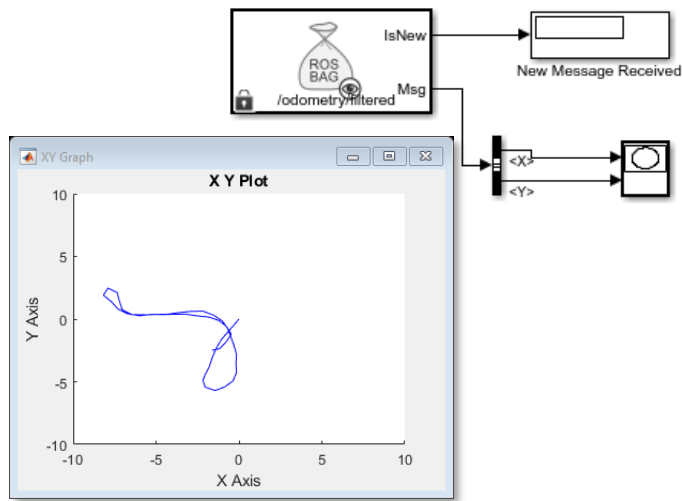 IsNew
ROS
BAG
/odometry/filtered
Msg
New Message Received
<X>
<Y>
XY Graph
X Y Plot
10
5
0
-5
-10
Y Axis
-10
-5
0
5
10
X Axis